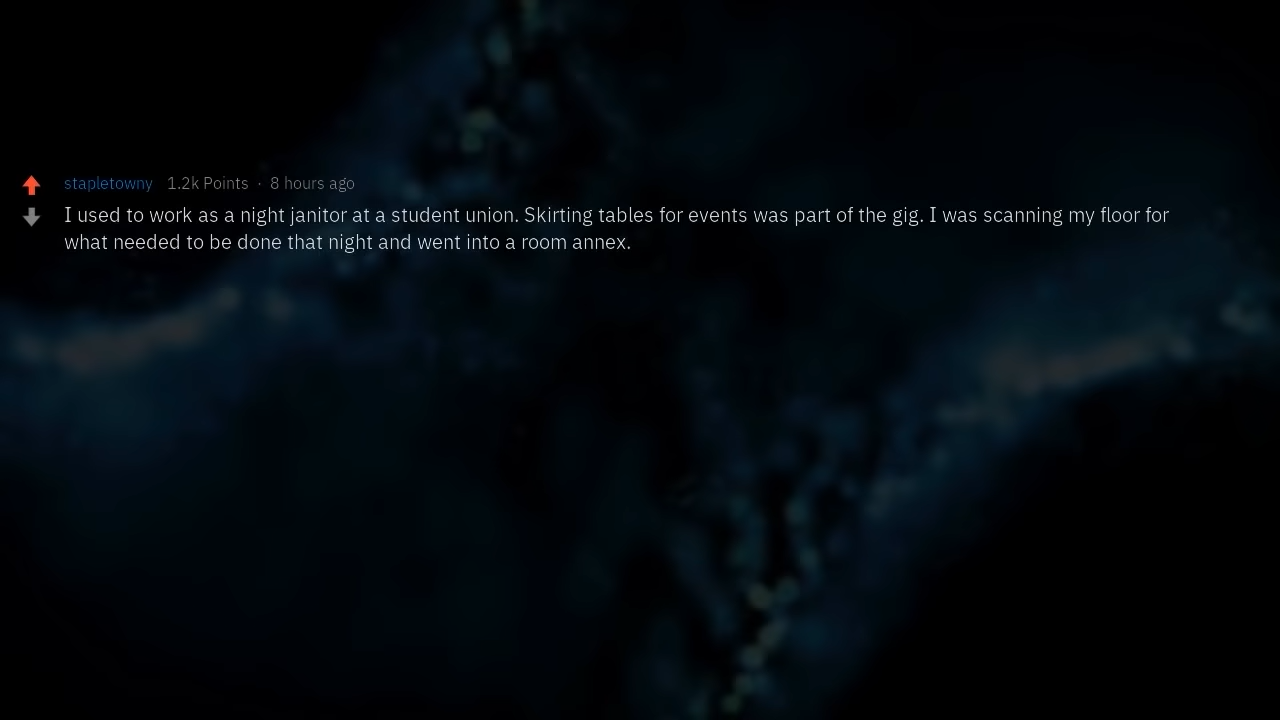 stapletowny 1.2k Points · 8 hours ago
I used to work as a night janitor at a student union. Skirting tables for events was part of the gig. I was scanning my floor for
what needed to be done that night and went into a room annex.